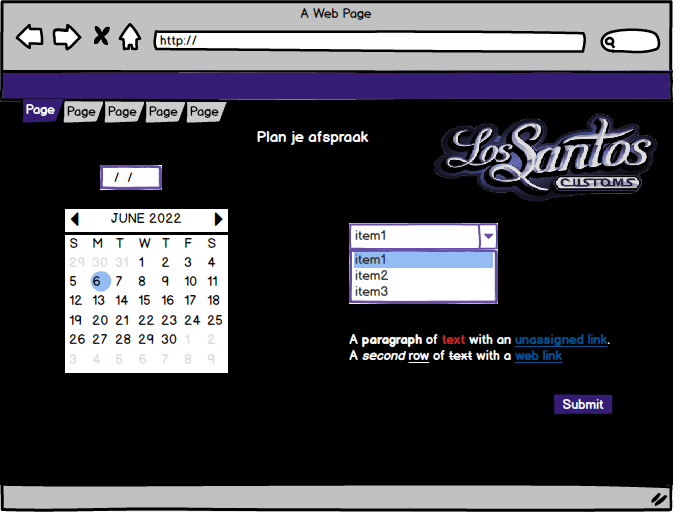 A Web Page
http://
Page Page Page Page Page
Plan je afspraak
Los Santos
CUSTOMS
/ /
JUNE 2022
S M T W T F S
29 30 31 1 2 3 4
5 6 7 8 9 10 11
12 13 14 15 16 17 18
19 20 21 22 23 24 25
26 27 28 29 30 1 2
3 4 5 6 7 8 9
item1
item1
item2
item3
A paragraph of text with an unassigned link.
A second row of text with a web link
Submit